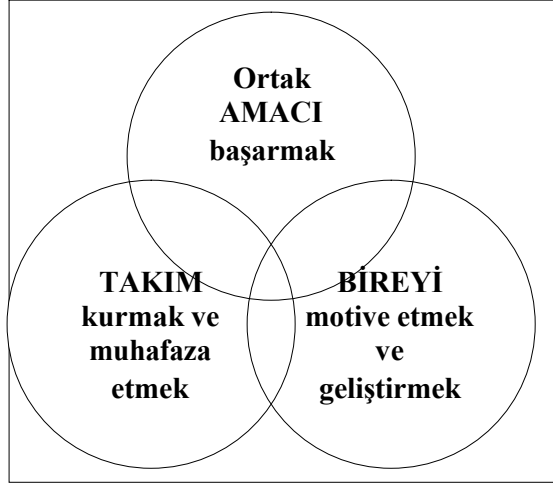 Ortak
AMACI
başarmak
TAKIM
kurmak ve
muhafaza
etmek
BİREYİ
motive etmek
ve
geliştirmek